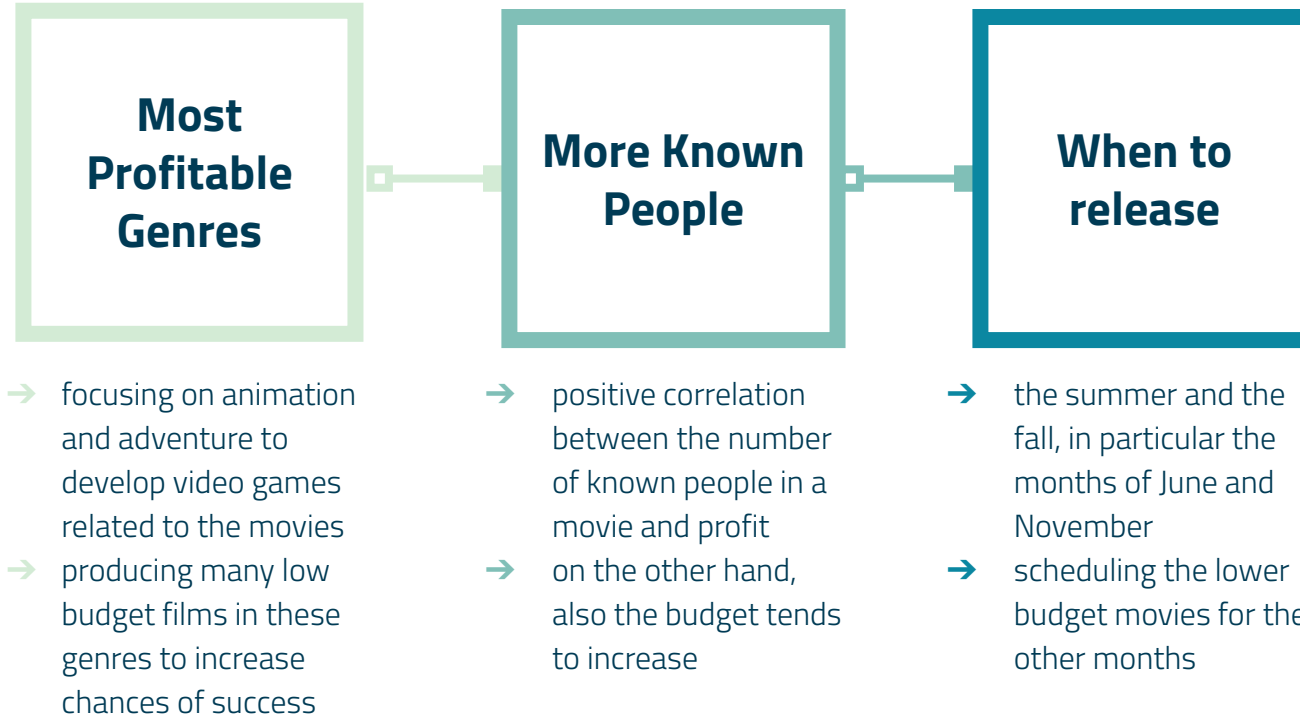 Most
Profitable
Genres
focusing on animation
and adventure to
develop video games
related to the movies
producing many low
budget films in these
genres to increase
chances of success
More Known
People
positive correlation
between the number
of known people in a
movie and profit
on the other hand,
also the budget tends
to increase
When to
release
the summer and the
fall, in particular the
months of June and
November
scheduling the lower
budget movies for the
other months